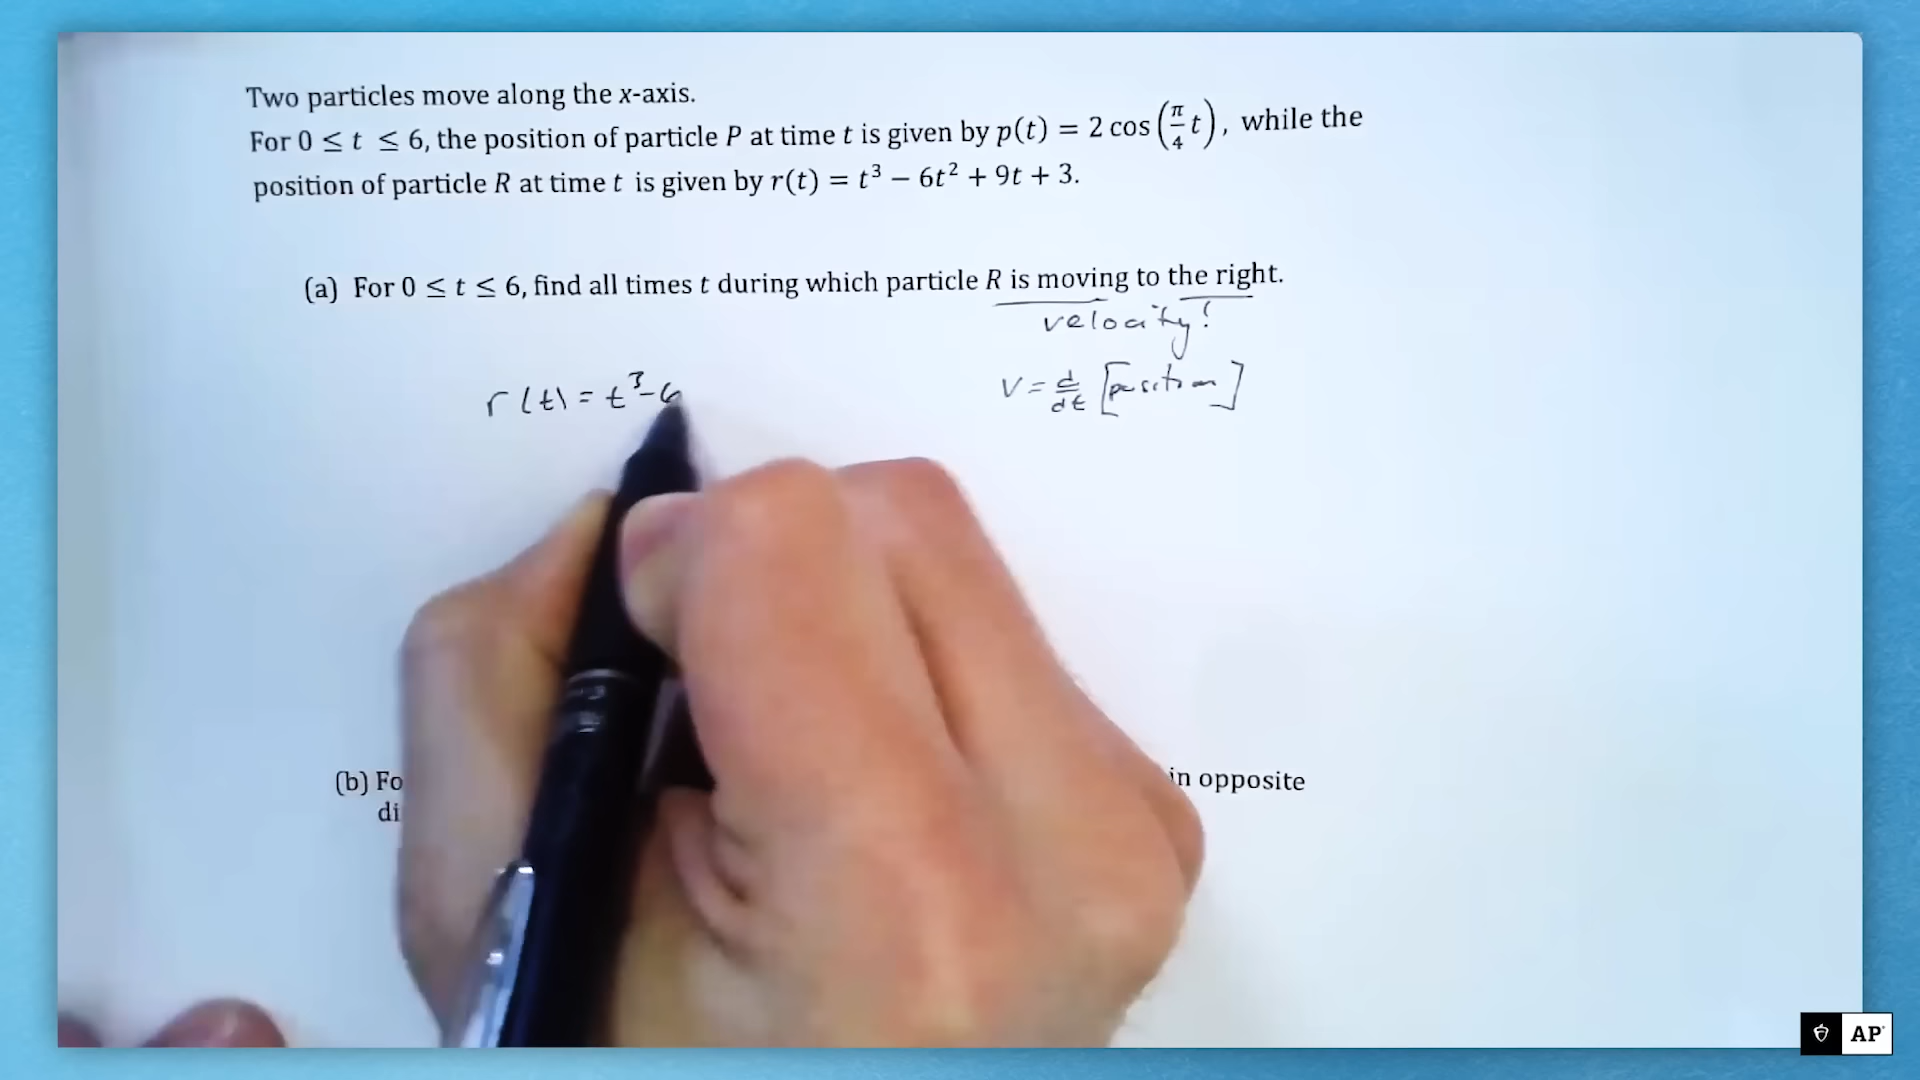 Two particles move along the x-axis.
For 0 ≤ t ≤ 6, the position of particle P at time t is given by p(t) = 2 cos(π/4 t), while the
position of particle R at time t is given by r(t) = t³ − 6t² + 9t + 3.
(a) For 0 ≤ t ≤ 6, find all times t during which particle R is moving to the right.
velocity!
r(t) = t³ − 6
v = d/dt [position]
(b) Fo in opposite
di
AP